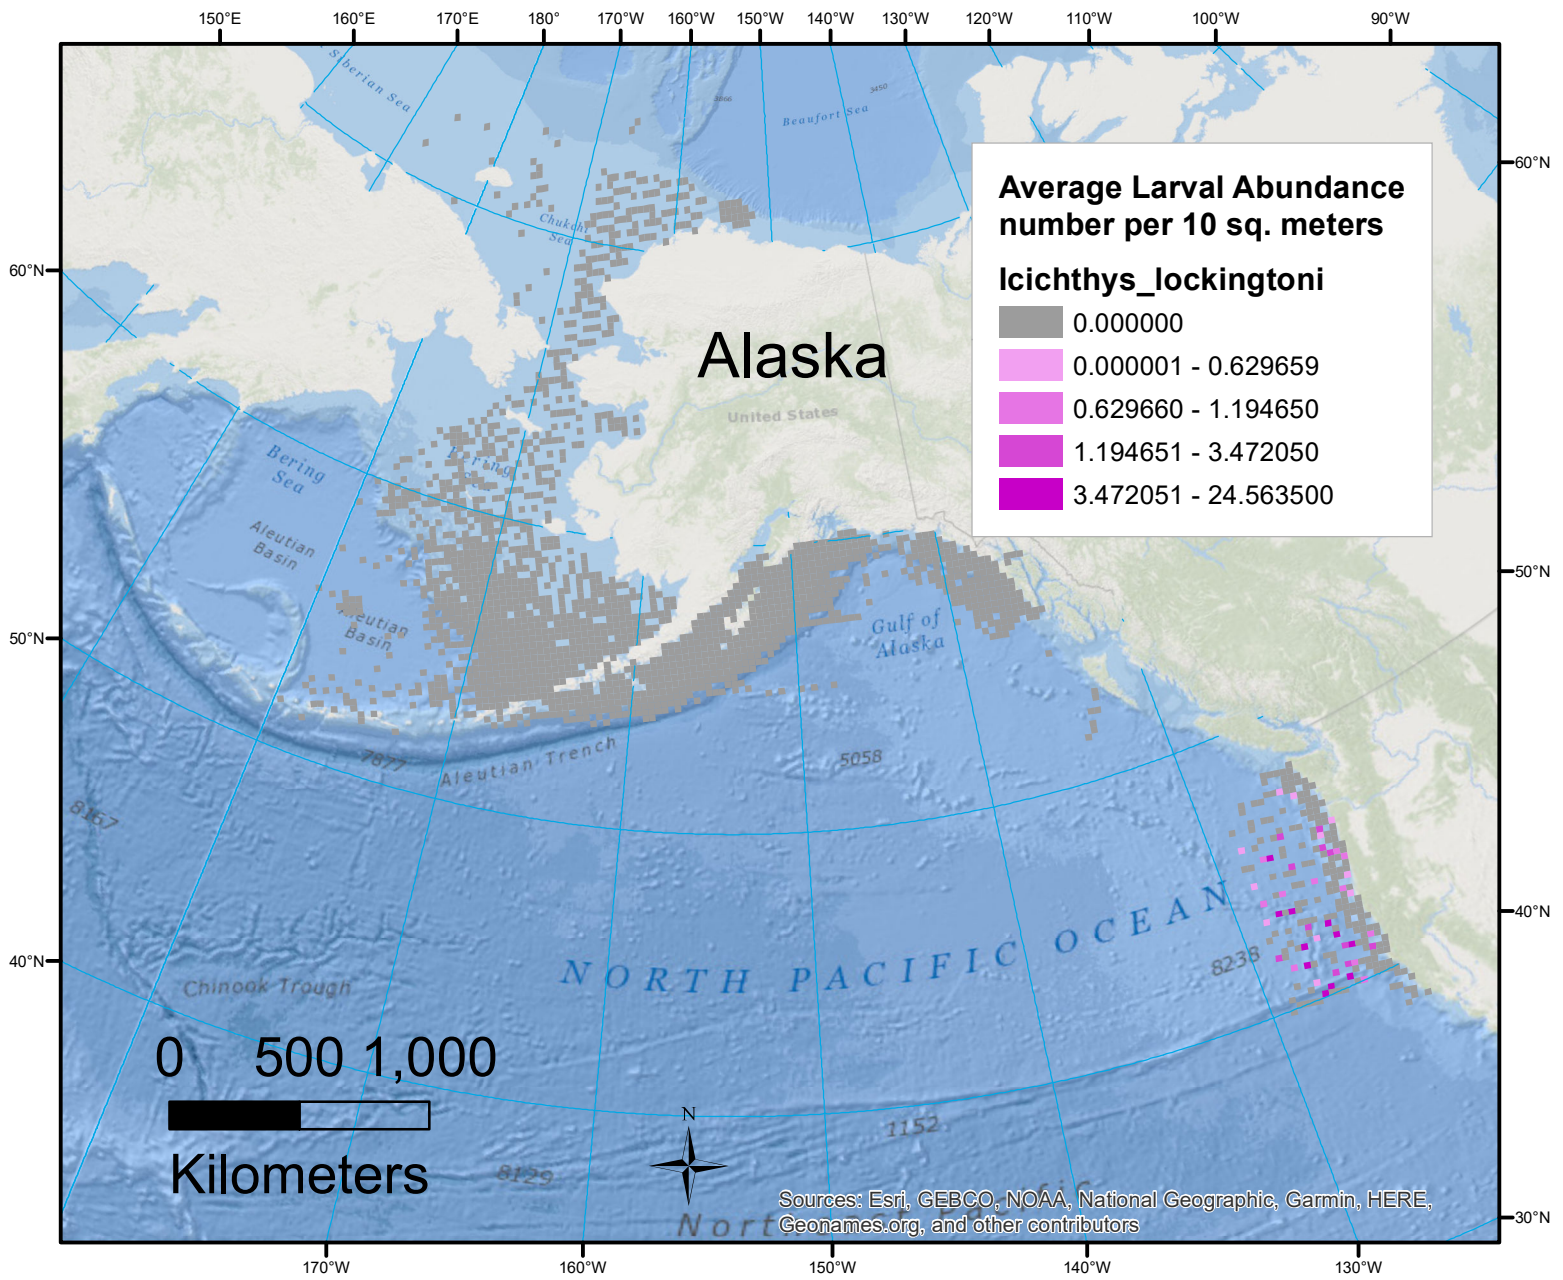 150°E 160°E 170°E 180° 170°W 160°W 150°W 140°W 130°W 120°W 110°W 100°W 90°W
Siberian Sea
3866
3450
Beaufort Sea
60°N
Average Larval Abundance
number per 10 sq. meters
Icichthys_lockingtoni
0.000000
0.000001 - 0.629659
0.629660 - 1.194650
1.194651 - 3.472050
3.472051 - 24.563500
Chukchi
Sea
60°N
Alaska
United States
Bering
Sea
Bering
Aleutian
Basin
50°N
Aleutian
Basin
Gulf of
Alaska
50°N
7877
Aleutian Trench
5058
8167
40°N
NORTH PACIFIC OCEAN
8238
40°N
Chinook Trough
0 500 1,000
Kilometers
N
1152
8129
Sources: Esri, GEBCO, NOAA, National Geographic, Garmin, HERE,
Geonames.org, and other contributors
30°N
170°W 160°W 150°W 140°W 130°W